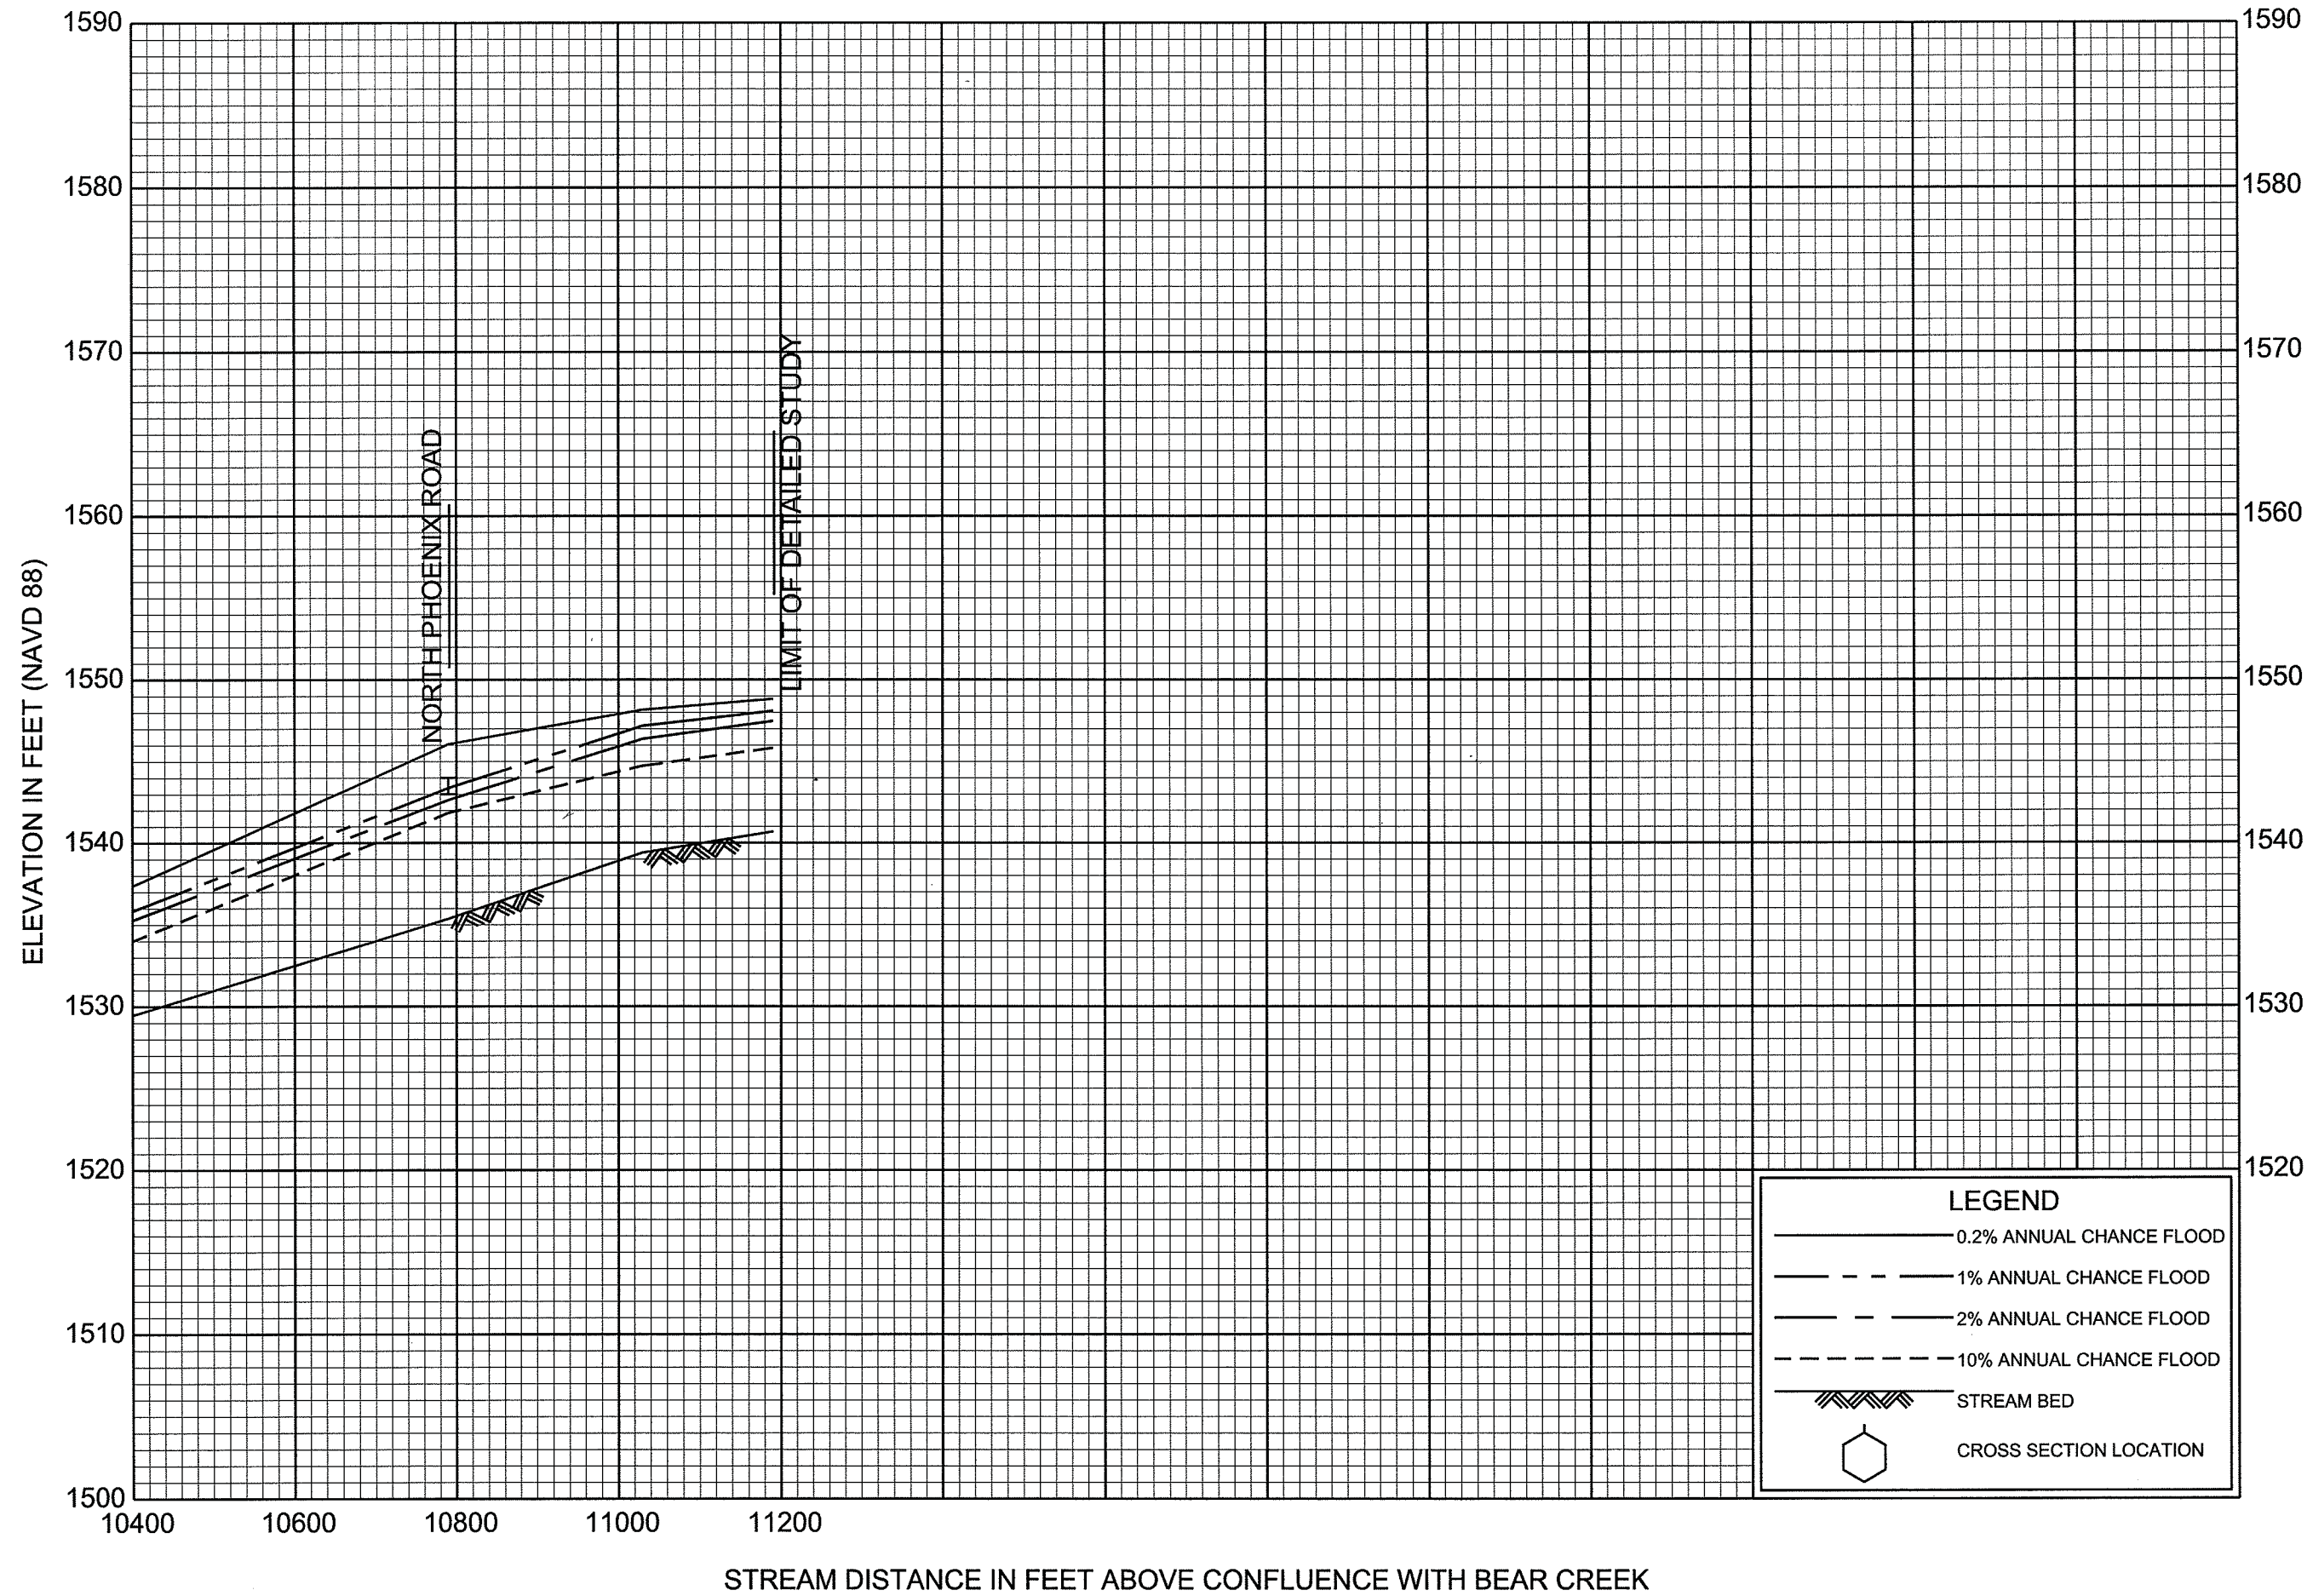 1590
1580
1570
1560
1550
1540
1530
1520
1510
1500
1590
1580
1570
1560
1550
1540
1530
1520
ELEVATION IN FEET (NAVD 88)
NORTH PHOENIX ROAD
LIMIT OF DETAILED STUDY
10400
10600
10800
11000
11200
STREAM DISTANCE IN FEET ABOVE CONFLUENCE WITH BEAR CREEK
LEGEND
0.2% ANNUAL CHANCE FLOOD
1% ANNUAL CHANCE FLOOD
2% ANNUAL CHANCE FLOOD
10% ANNUAL CHANCE FLOOD
STREAM BED
CROSS SECTION LOCATION